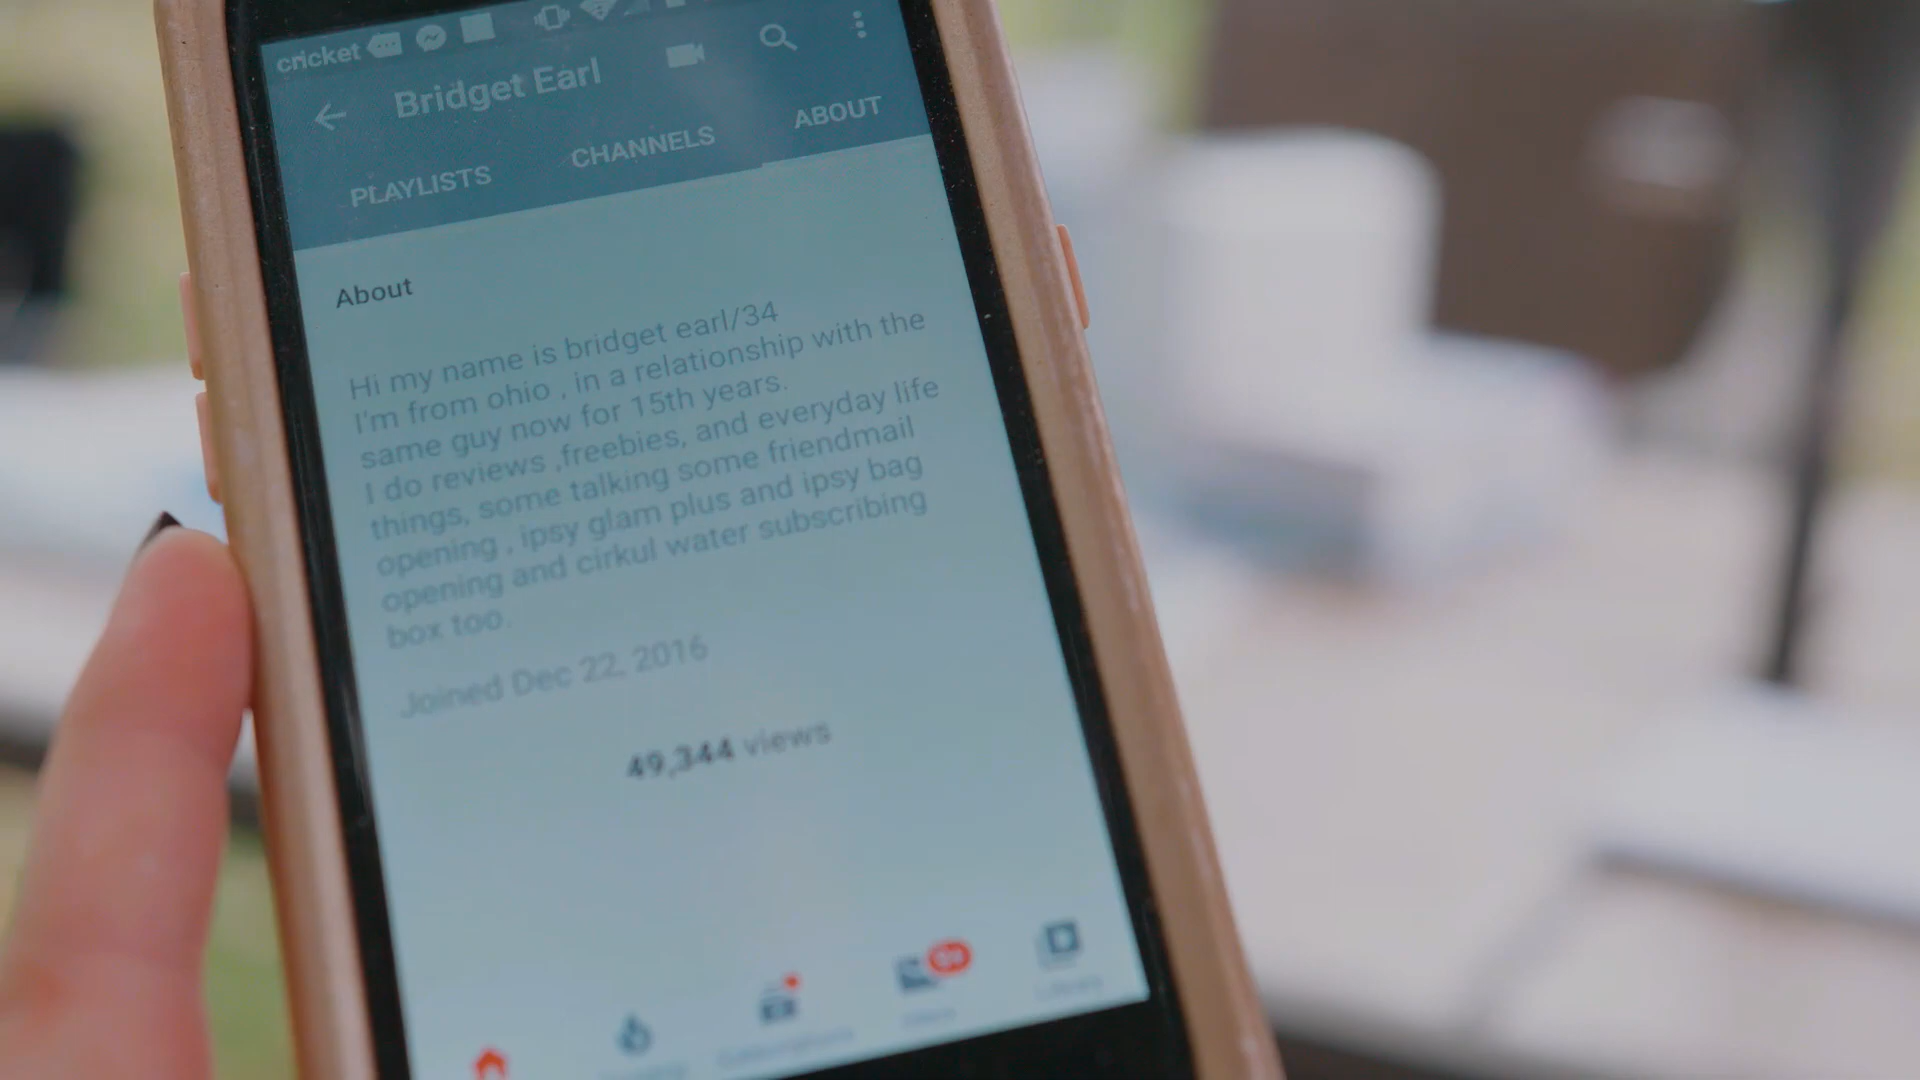 cricket
Bridget Earl
PLAYLISTS CHANNELS ABOUT
About
Hi my name is bridget earl/34
I'm from ohio , in a relationship with the
same guy now for 15th years.
I do reviews ,freebies, and everyday life
things, some talking some friendmail
opening , ipsy glam plus and ipsy bag
opening and cirkul water subscribing
box too.
Joined Dec 22, 2016
49,344 views